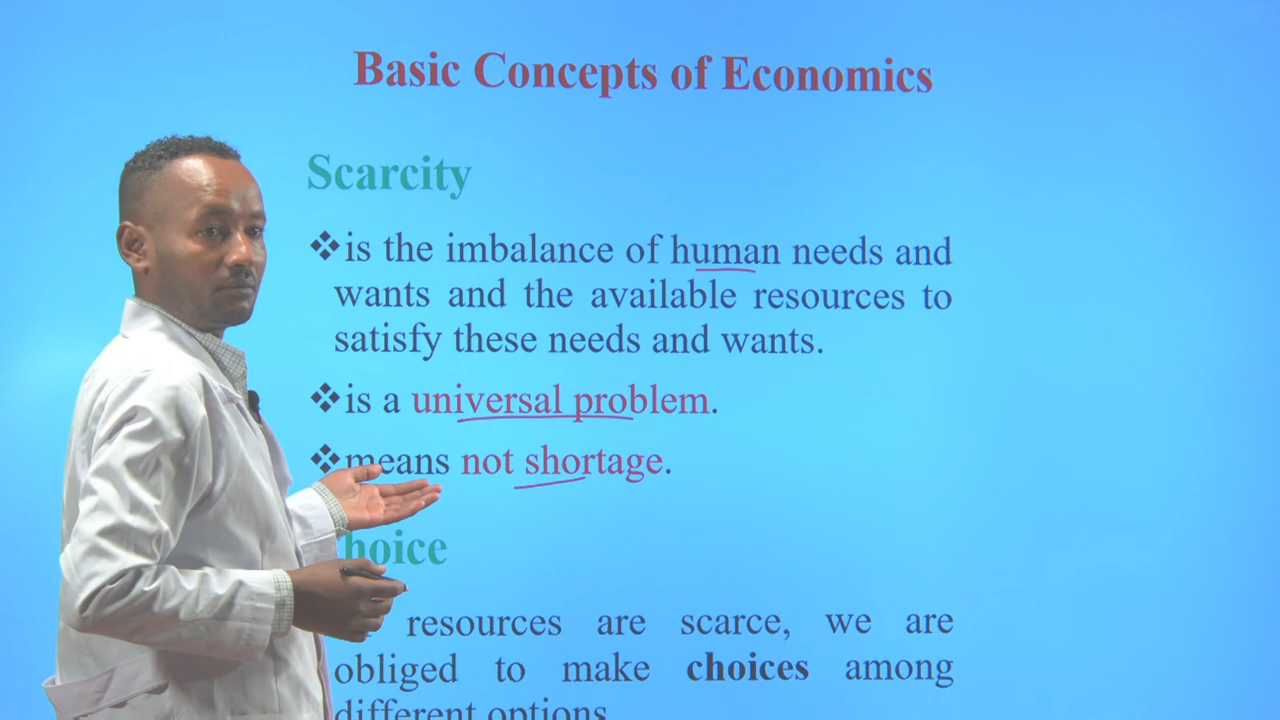 Basic Concepts of Economics
Scarcity
❖is the imbalance of human needs and
wants and the available resources to
satisfy these needs and wants.
❖is a universal problem.
❖means not shortage.
hoice
resources are scarce, we are
obliged to make choices among
different options.